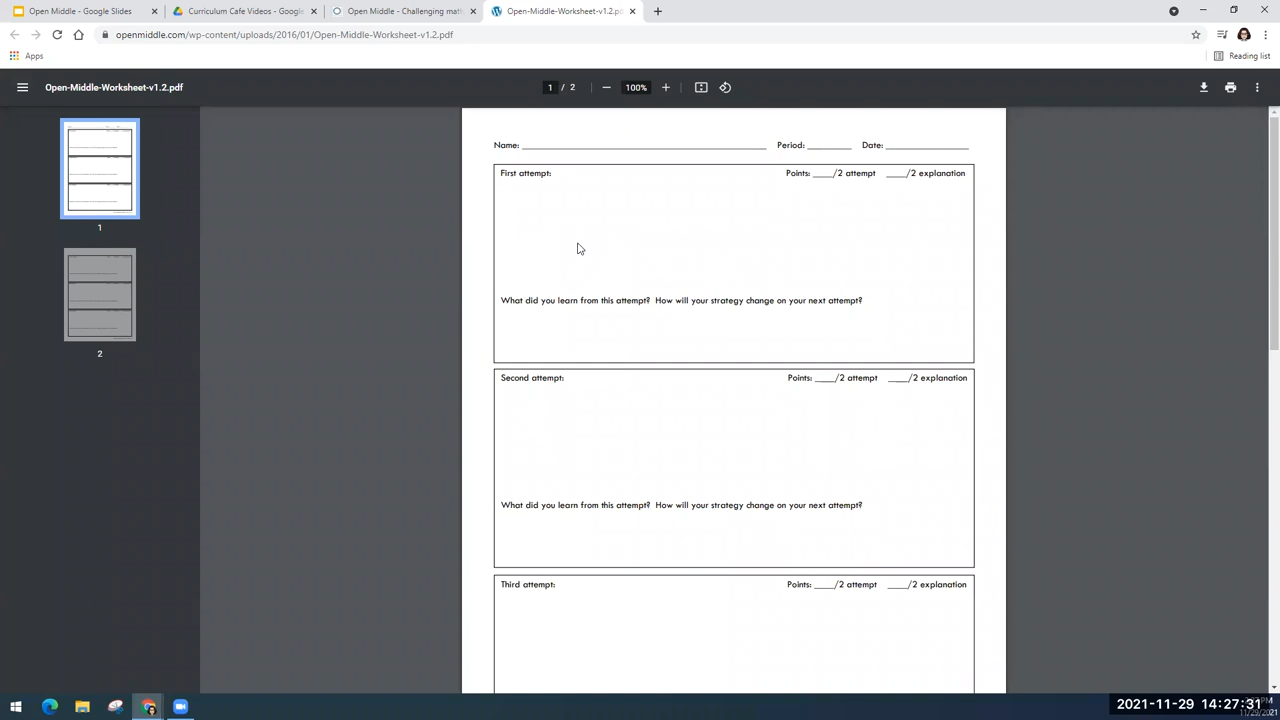 Open Middle - Google Slides
Curriculum Cafe Videos - Google
Open Middle - Challenging mat
Open-Middle-Worksheet-v1.2.pd
openmiddle.com/wp-content/uploads/2016/01/Open-Middle-Worksheet-v1.2.pdf
Apps
Reading list
Open-Middle-Worksheet-v1.2.pdf
1 / 2
100%
Name: ____ Period: ____ Date: ____
First attempt: Points: ____/2 attempt ____/2 explanation
What did you learn from this attempt? How will your strategy change on your next attempt?
Second attempt: Points: ____/2 attempt ____/2 explanation
What did you learn from this attempt? How will your strategy change on your next attempt?
Third attempt: Points: ____/2 attempt ____/2 explanation
1
2
2021-11-29 14:27:31